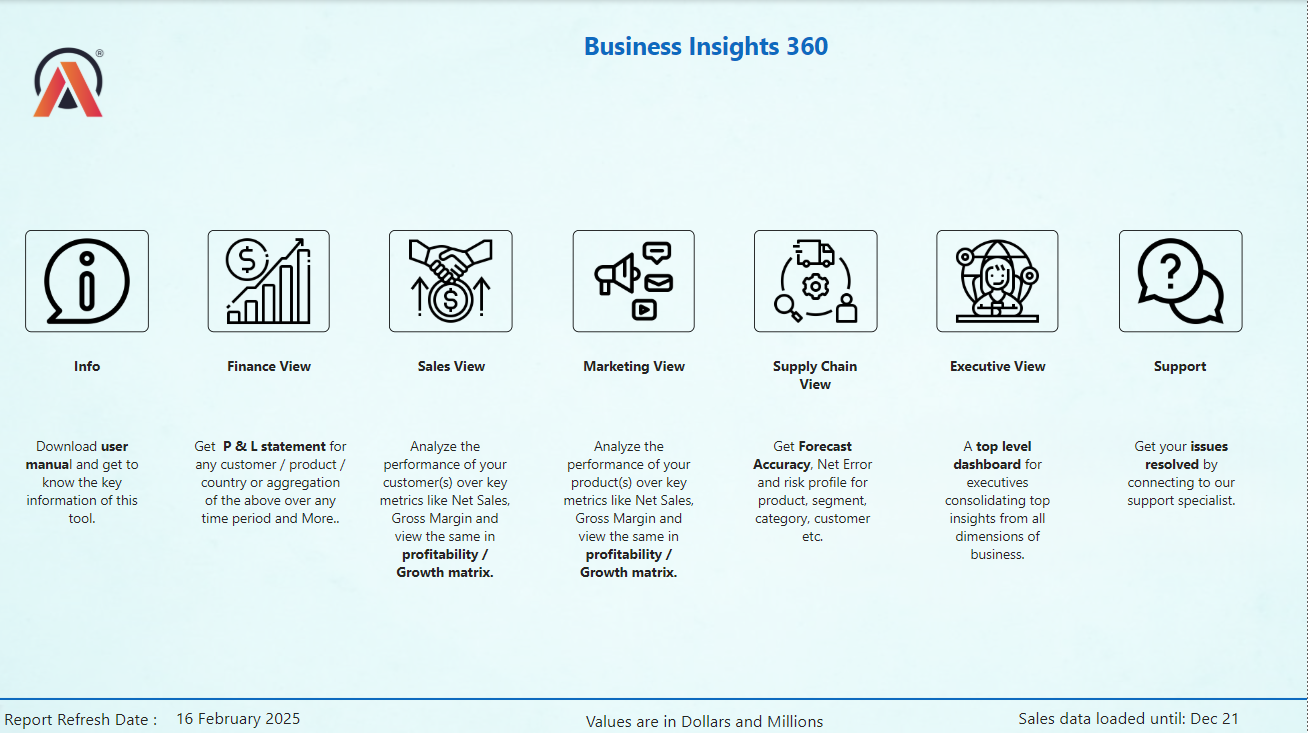 ®
Business Insights 360
Info
Download user
manual and get to
know the key
information of this
tool.
Finance View
Get  P & L statement for
any customer / product /
country or aggregation
of the above over any
time period and More..
Sales View
Analyze the
performance of your
customer(s) over key
metrics like Net Sales,
Gross Margin and
view the same in
profitability /
Growth matrix.
Marketing View
Analyze the
performance of your
product(s) over key
metrics like Net Sales,
Gross Margin and
view the same in
profitability /
Growth matrix.
Supply Chain
View
Get Forecast
Accuracy, Net Error
and risk profile for
product, segment,
category, customer
etc.
Executive View
A top level
dashboard for
executives
consolidating top
insights from all
dimensions of
business.
Support
Get your issues
resolved by
connecting to our
support specialist.
Report Refresh Date :
16 February 2025
Values are in Dollars and Millions
Sales data loaded until: Dec 21